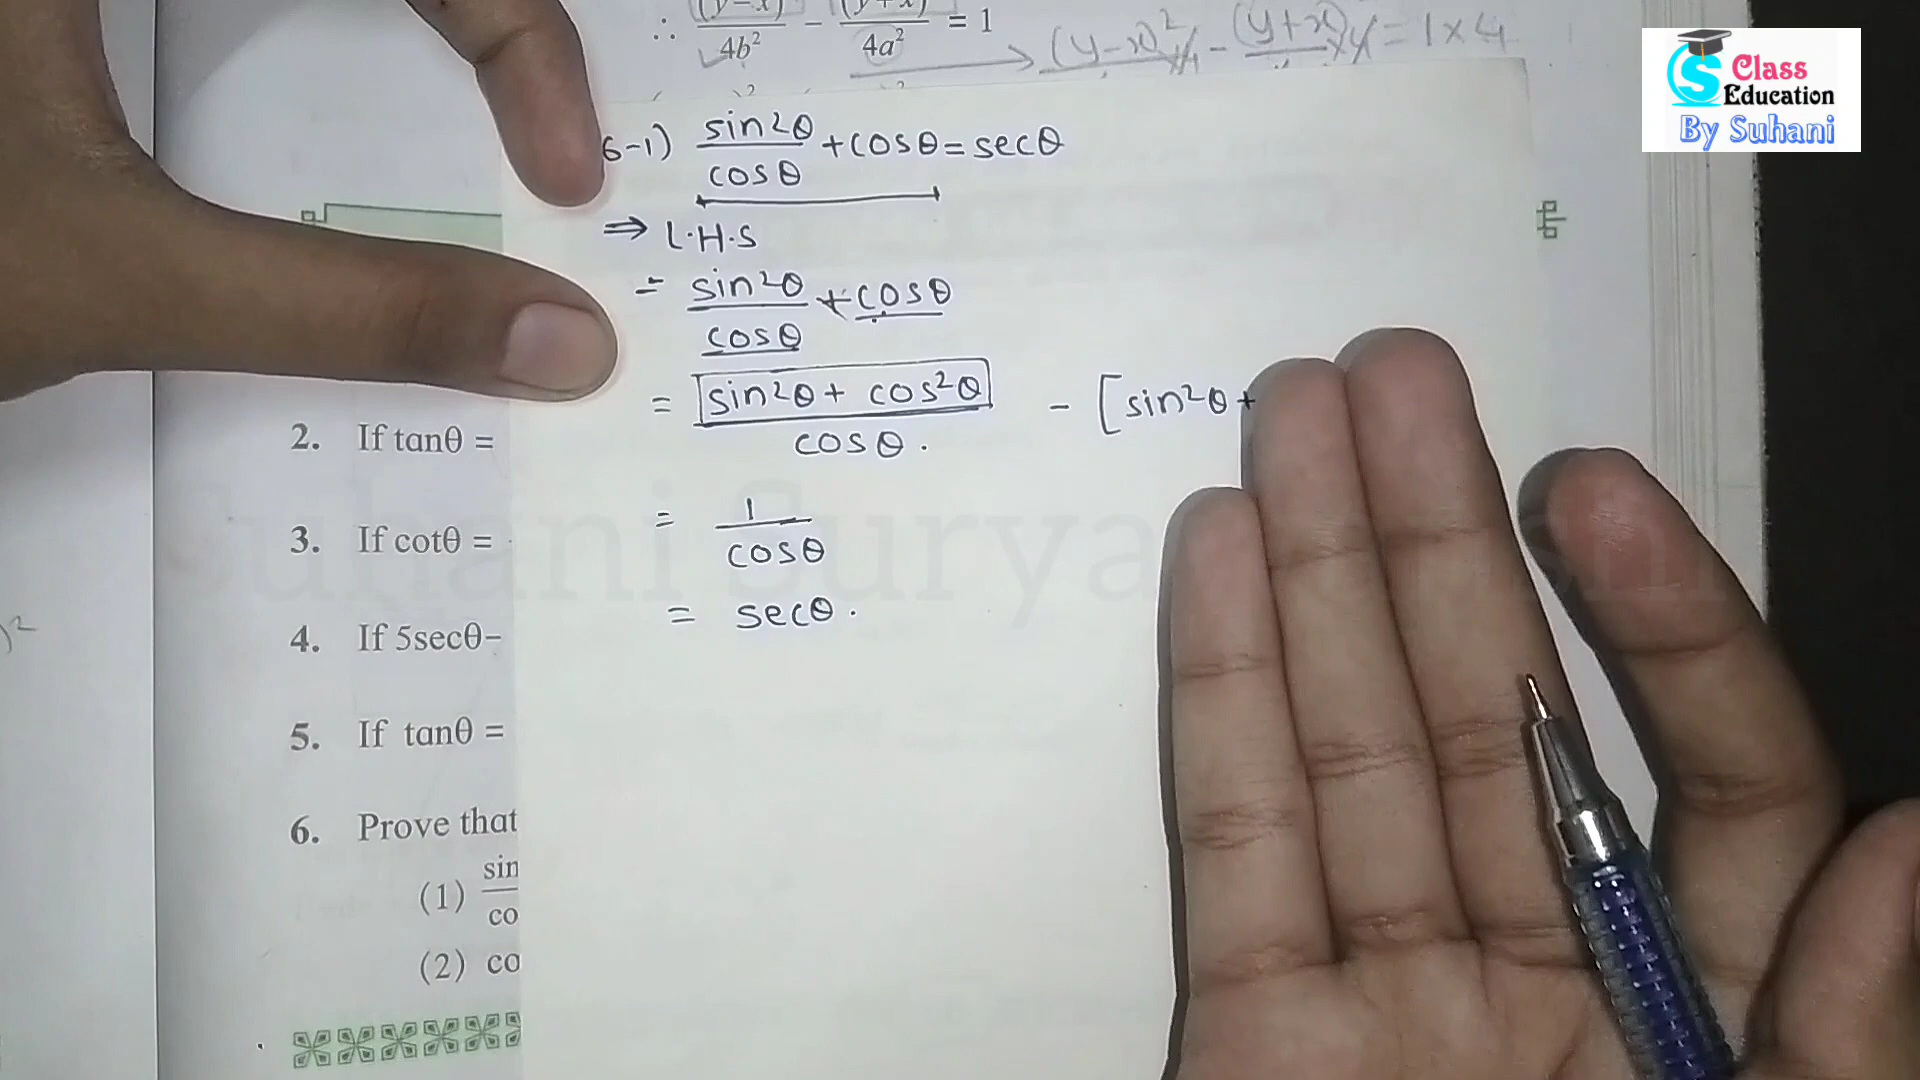 ∴ (y−x)²/4b² − (y+x)²/4a² = 1
(y−x)² − (y+x) ×4 = 1×4
Class
Education
By Suhani
6-1) sin²θ/cosθ + cosθ = secθ
⇒ L.H.S
= sin²θ/cosθ + cosθ
= sin²θ + cos²θ/cosθ. - [sin²θ +
= 1/cosθ
= secθ.
2. If tanθ =
3. If cotθ =
4. If 5secθ−
5. If tanθ =
6. Prove that
(1) sin/co
(2) co
)²